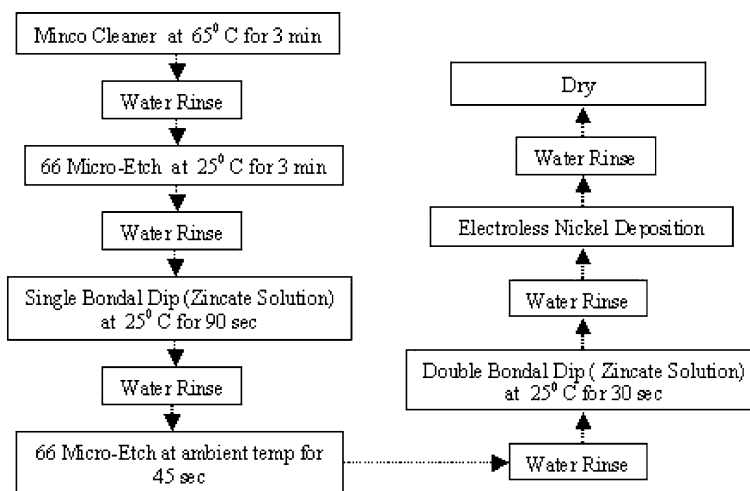 Minco Cleaner at 65⁰ C for 3 min
Water Rinse
66 Micro-Etch at 25⁰ C for 3 min
Water Rinse
Single Bondal Dip (Zincate Solution)
at 25⁰ C for 90 sec
Water Rinse
66 Micro-Etch at ambient temp for
45 sec
Water Rinse
Double Bondal Dip ( Zincate Solution)
at 25⁰ C for 30 sec
Water Rinse
Electroless Nickel Deposition
Water Rinse
Dry